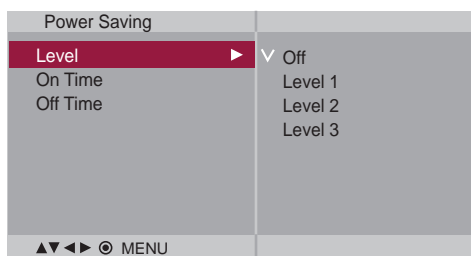 Power Saving
Level
On Time
Off Time
Off
Level 1
Level 2
Level 3
MENU